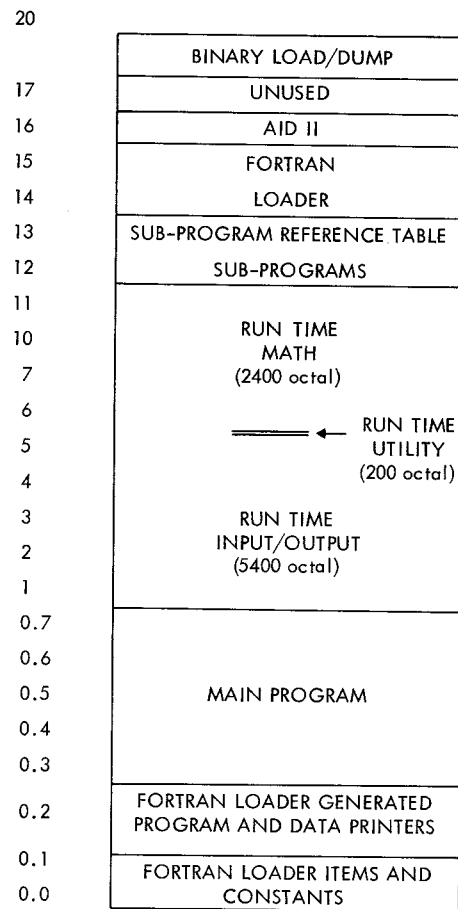 20
BINARY LOAD/DUMP
17 UNUSED
16 AID II
15 FORTRAN
14 LOADER
13 SUB-PROGRAM REFERENCE TABLE
12 SUB-PROGRAMS
11
10 RUN TIME
MATH
7 (2400 octal)
6
RUN TIME
5 UTILITY
(200 octal)
4
3 RUN TIME
2 INPUT/OUTPUT
(5400 octal)
1
0.7
0.6
0.5 MAIN PROGRAM
0.4
0.3
0.2 FORTRAN LOADER GENERATED
PROGRAM AND DATA PRINTERS
0.1
FORTRAN LOADER ITEMS AND
0.0 CONSTANTS